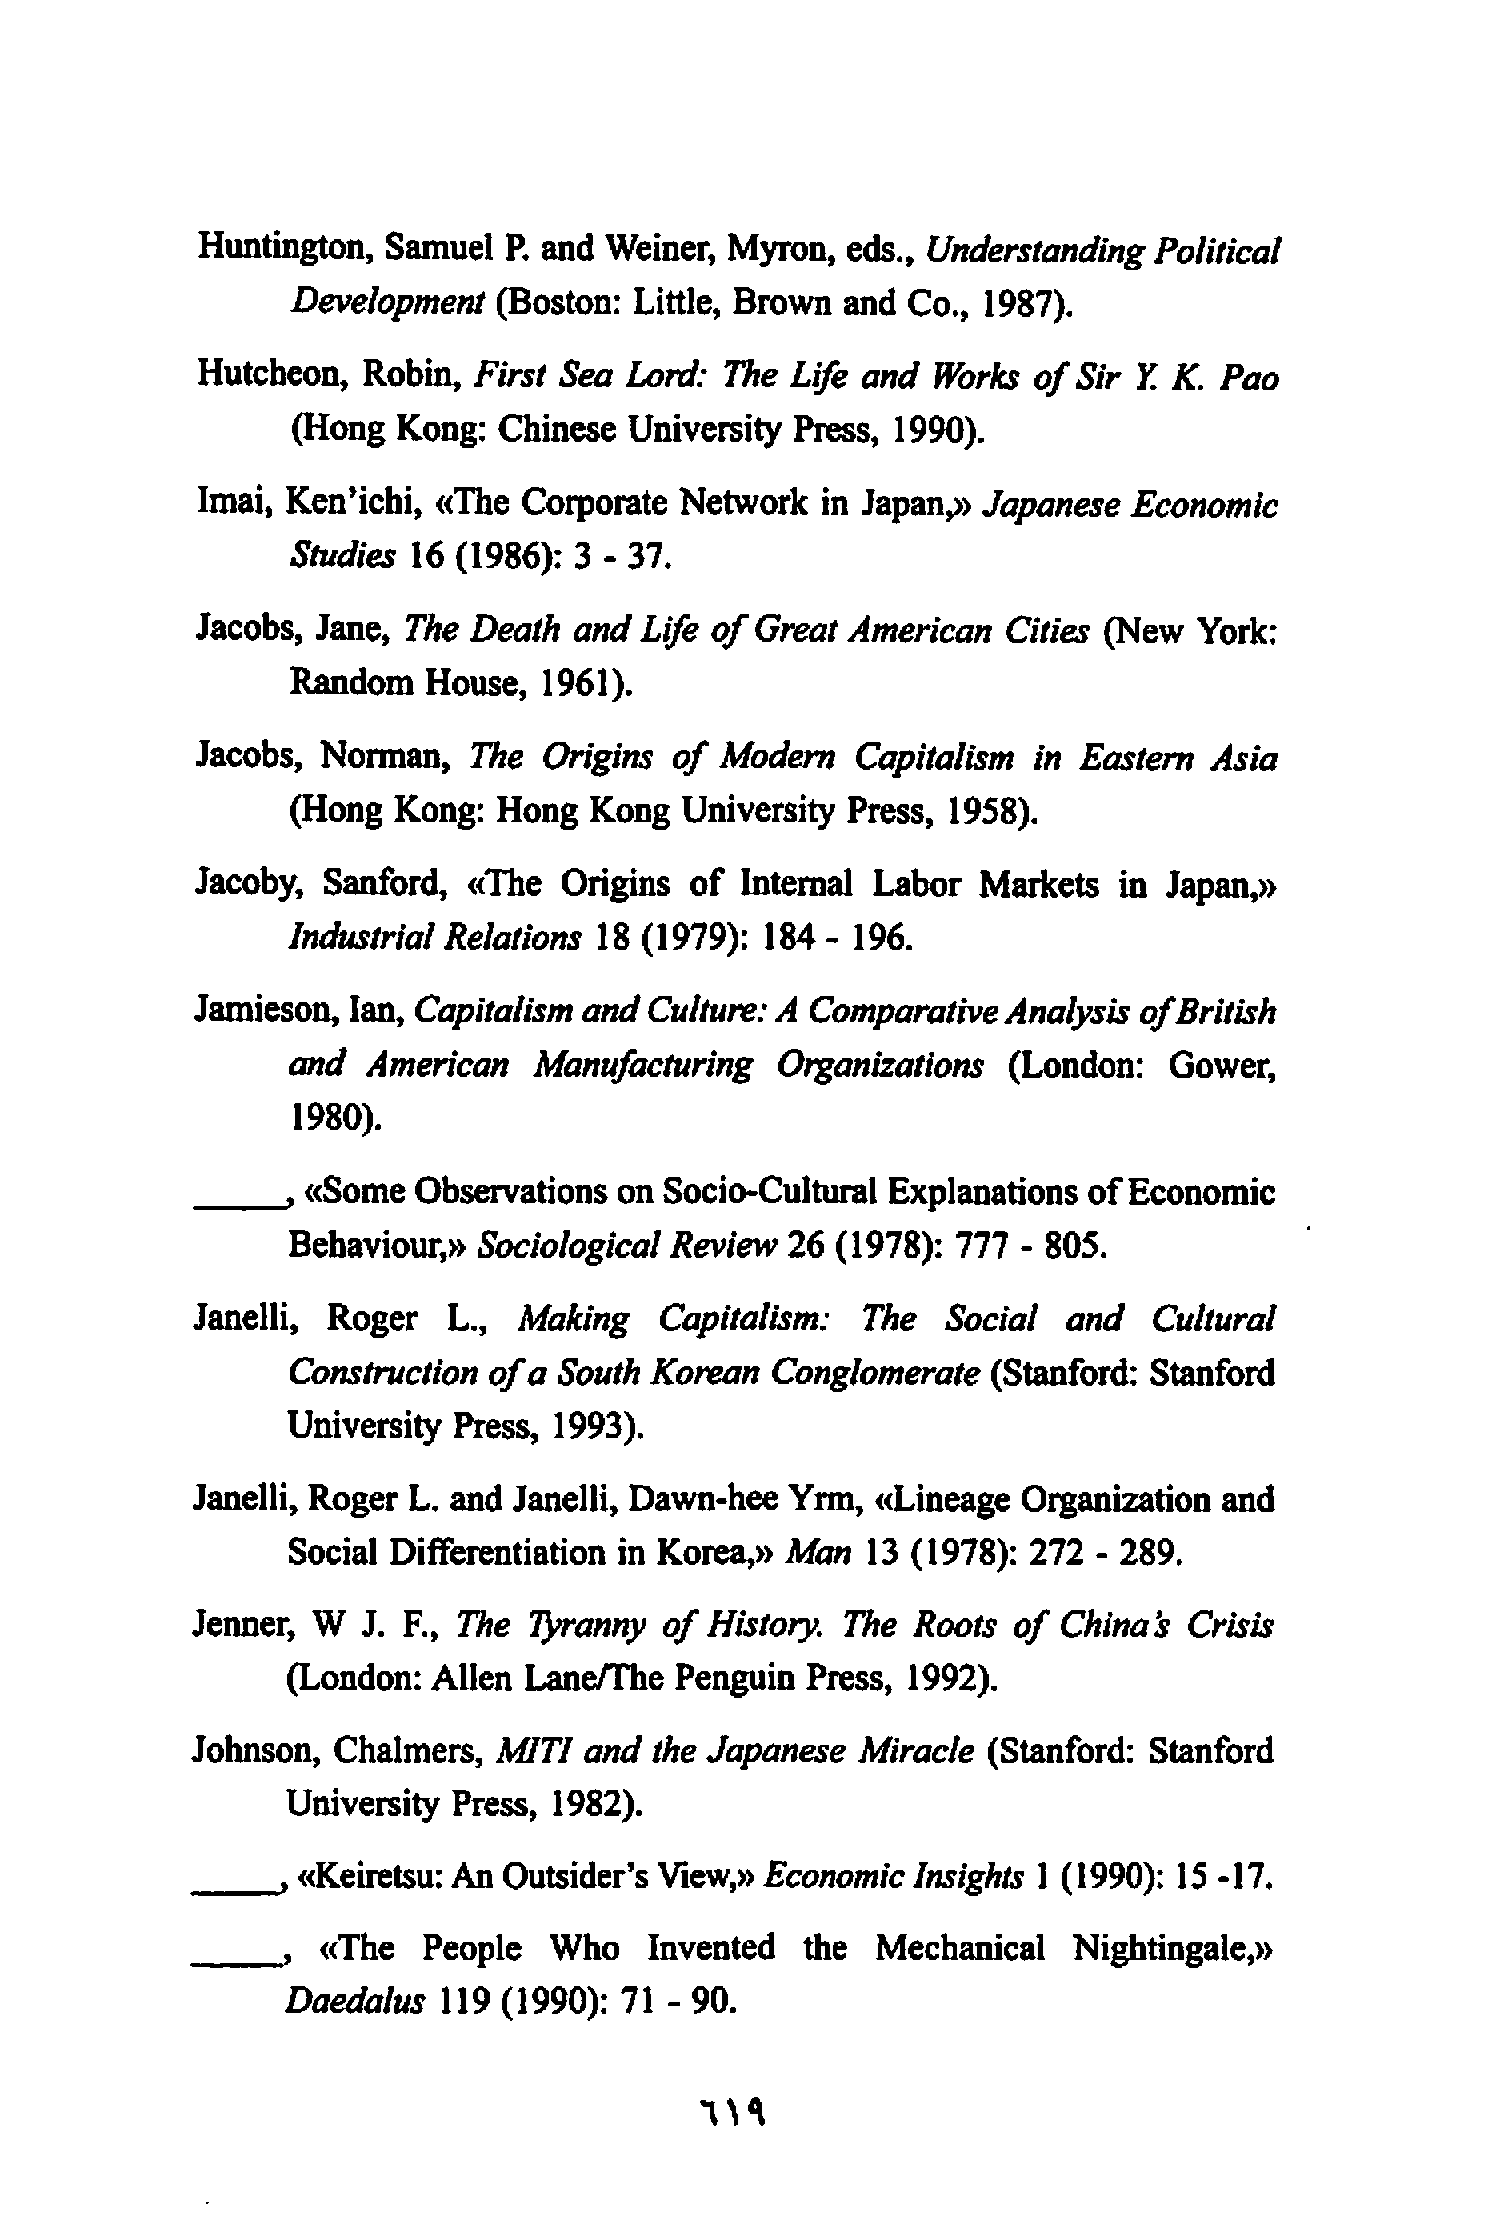 Huntington, Samuel P. and Weiner, Myron, eds., Understanding Political
Development (Boston: Little, Brown and Co., 1987).
Hutcheon, Robin, First Sea Lord: The Life and Works of Sir Y. K. Pao
(Hong Kong: Chinese University Press, 1990).
Imai, Ken'ichi, «The Corporate Network in Japan,» Japanese Economic
Studies 16 (1986): 3 - 37.
Jacobs, Jane, The Death and Life of Great American Cities (New York:
Random House, 1961).
Jacobs, Norman, The Origins of Modern Capitalism in Eastern Asia
(Hong Kong: Hong Kong University Press, 1958).
Jacoby, Sanford, «The Origins of Internal Labor Markets in Japan,»
Industrial Relations 18 (1979): 184 - 196.
Jamieson, Ian, Capitalism and Culture: A Comparative Analysis of British
and American Manufacturing Organizations (London: Gower,
1980).
_____, «Some Observations on Socio-Cultural Explanations of Economic
Behaviour,» Sociological Review 26 (1978): 777 - 805.
Janelli, Roger L., Making Capitalism: The Social and Cultural
Construction of a South Korean Conglomerate (Stanford: Stanford
University Press, 1993).
Janelli, Roger L. and Janelli, Dawn-hee Yrm, «Lineage Organization and
Social Differentiation in Korea,» Man 13 (1978): 272 - 289.
Jenner, W J. F., The Tyranny of History. The Roots of China's Crisis
(London: Allen Lane/The Penguin Press, 1992).
Johnson, Chalmers, MITI and the Japanese Miracle (Stanford: Stanford
University Press, 1982).
_____, «Keiretsu: An Outsider's View,» Economic Insights 1 (1990): 15 -17.
_____, «The People Who Invented the Mechanical Nightingale,»
Daedalus 119 (1990): 71 - 90.
٦١٩